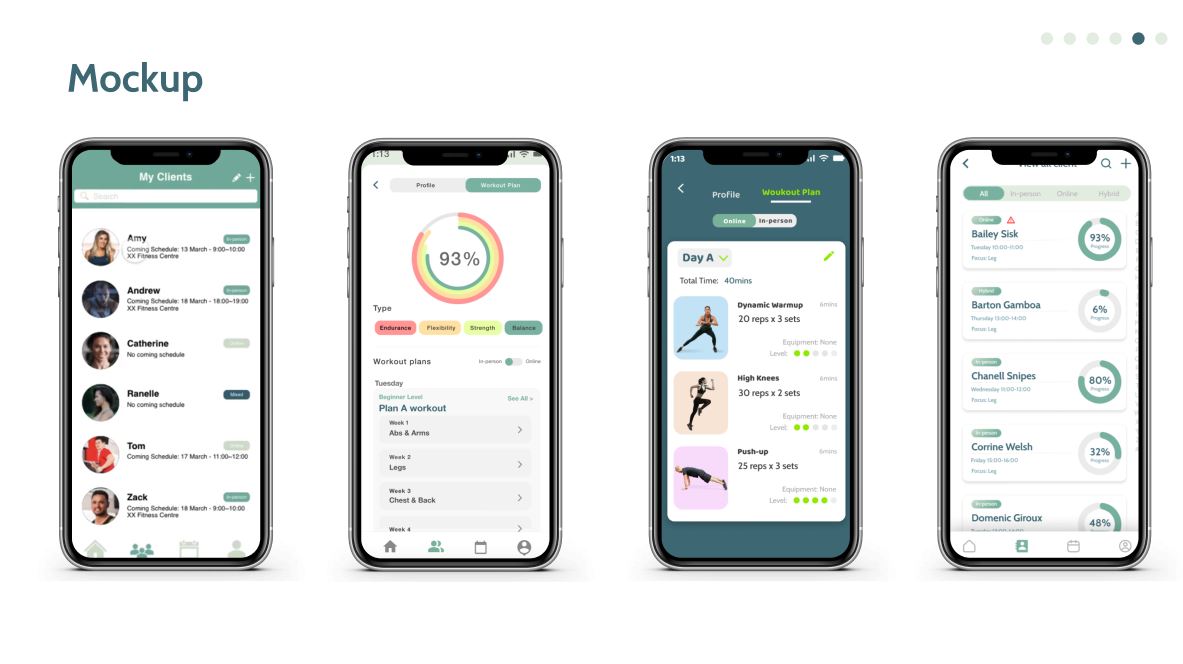 Mockup
My Clients
Search
Amy
In-person
Coming Schedule: 13 March - 9:00~10:00
XX Fitness Centre
Andrew
In-person
Coming Schedule: 18 March - 18:00~19:00
XX Fitness Centre
Catherine
Online
No coming schedule
Ranelle
Mixed
No coming schedule
Tom
Online
Coming Schedule: 17 March - 11:00~12:00
Zack
In-person
Coming Schedule: 18 March - 9:00~10:00
XX Fitness Centre
1:13
Profile
Workout Plan
93%
Type
Endurance
Flexibility
Strength
Balance
Workout plans
In-person
Online
Tuesday
Beginner Level
See All >
Plan A workout
Week 1
Abs & Arms
Week 2
Legs
Week 3
Chest & Back
Week 4
1:13
Profile
Woukout Plan
Online
In-person
Day A
Total Time: 40mins
Dynamic Warmup
6mins
20 reps x 3 sets
Equipment: None
Level:
High Knees
6mins
30 reps x 2 sets
Equipment: None
Level:
Push-up
6mins
25 reps x 3 sets
Equipment: None
Level:
View all client
All
In-person
Online
Hybrid
Online
Bailey Sisk
Tuesday 10:00-11:00
Focus: Leg
93%
Progress
Hybrid
Barton Gamboa
Thursday 13:00-14:00
Focus: Leg
6%
Progress
In-person
Chanell Snipes
Wednesday 11:00-12:00
Focus: Leg
80%
Progress
In-person
Corrine Welsh
Friday 15:00-16:00
Focus: Leg
32%
Progress
In-person
Domenic Giroux
48%
Progress